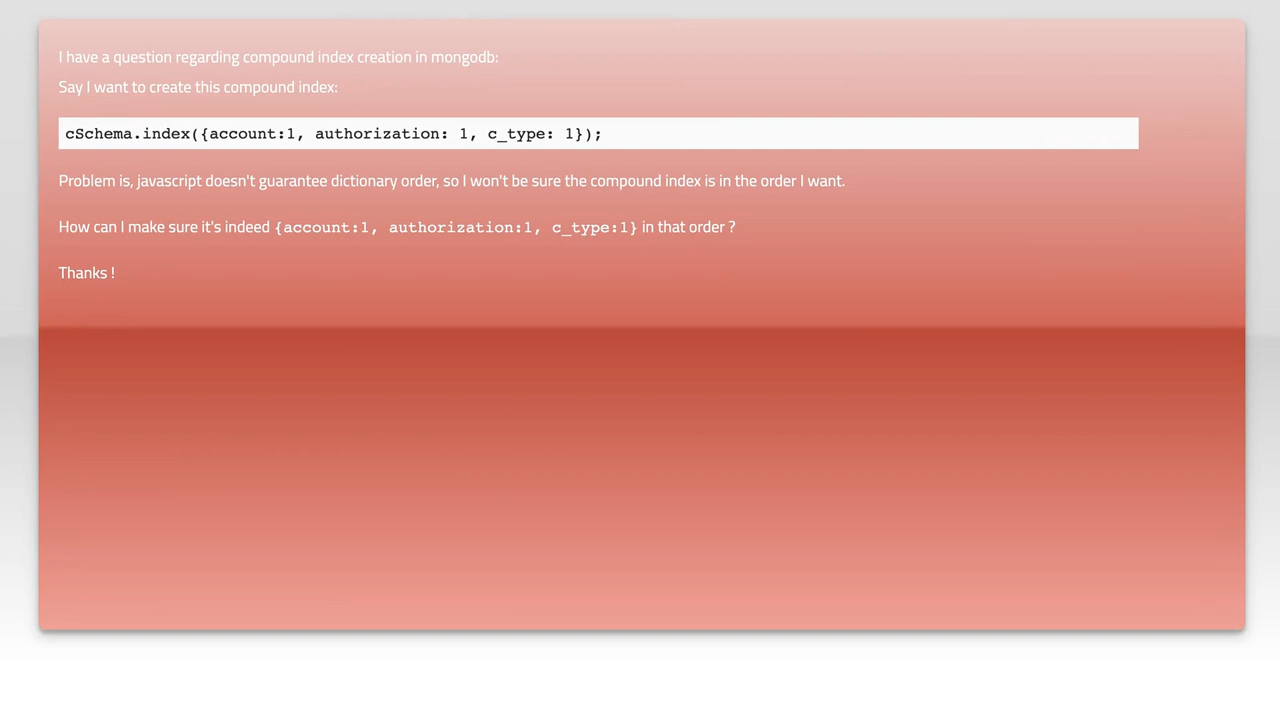 I have a question regarding compound index creation in mongodb:
Say I want to create this compound index:
cSchema.index({account:1, authorization: 1, c_type: 1});
Problem is, javascript doesn't guarantee dictionary order, so I won't be sure the compound index is in the order I want.
How can I make sure it's indeed {account:1, authorization:1, c_type:1} in that order ?
Thanks !